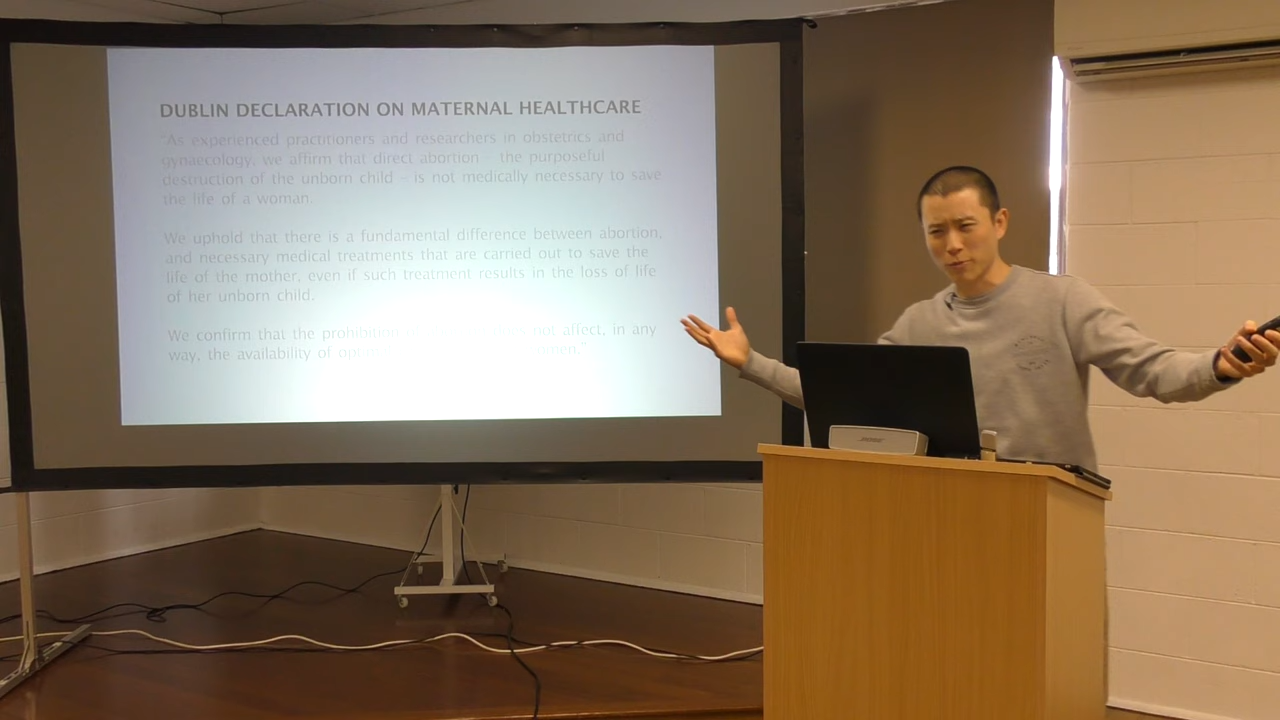 DUBLIN DECLARATION ON MATERNAL HEALTHCARE
"As experienced practitioners and researchers in obstetrics and
gynaecology, we affirm that direct abortion – the purposeful
destruction of the unborn child – is not medically necessary to save
the life of a woman.
We uphold that there is a fundamental difference between abortion,
and necessary medical treatments that are carried out to save the
life of the mother, even if such treatment results in the loss of life
of her unborn child.
We confirm that the prohibition not affect, in any
way, the availability of
BOSE